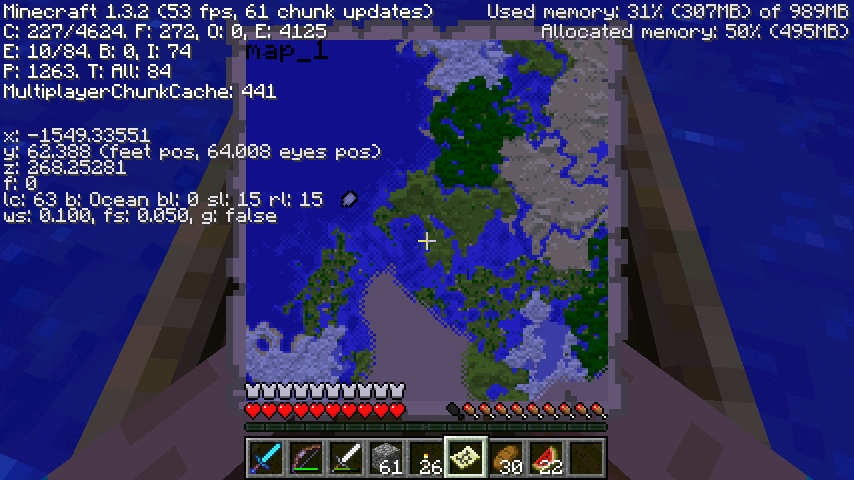 Minecraft 1.3.2 (53 fps, 61 chunk updates)
Used memory: 31% (307MB) of 989MB
C: 227/4624. F: 272, O: 0, E: 4125
Allocated memory: 50% (495MB)
E: 10/84. B: 0, I: 74
map_1
P: 1263. T: All: 84
MultiplayerChunkCache: 441
x: -1549.33551
y: 62.388 (feet pos, 64.008 eyes pos)
z: 268.25281
f: 0
lc: 63 b: Ocean bl: 0 sl: 15 rl: 15
ws: 0.100, fs: 0.050, g: false
61 26 30 22